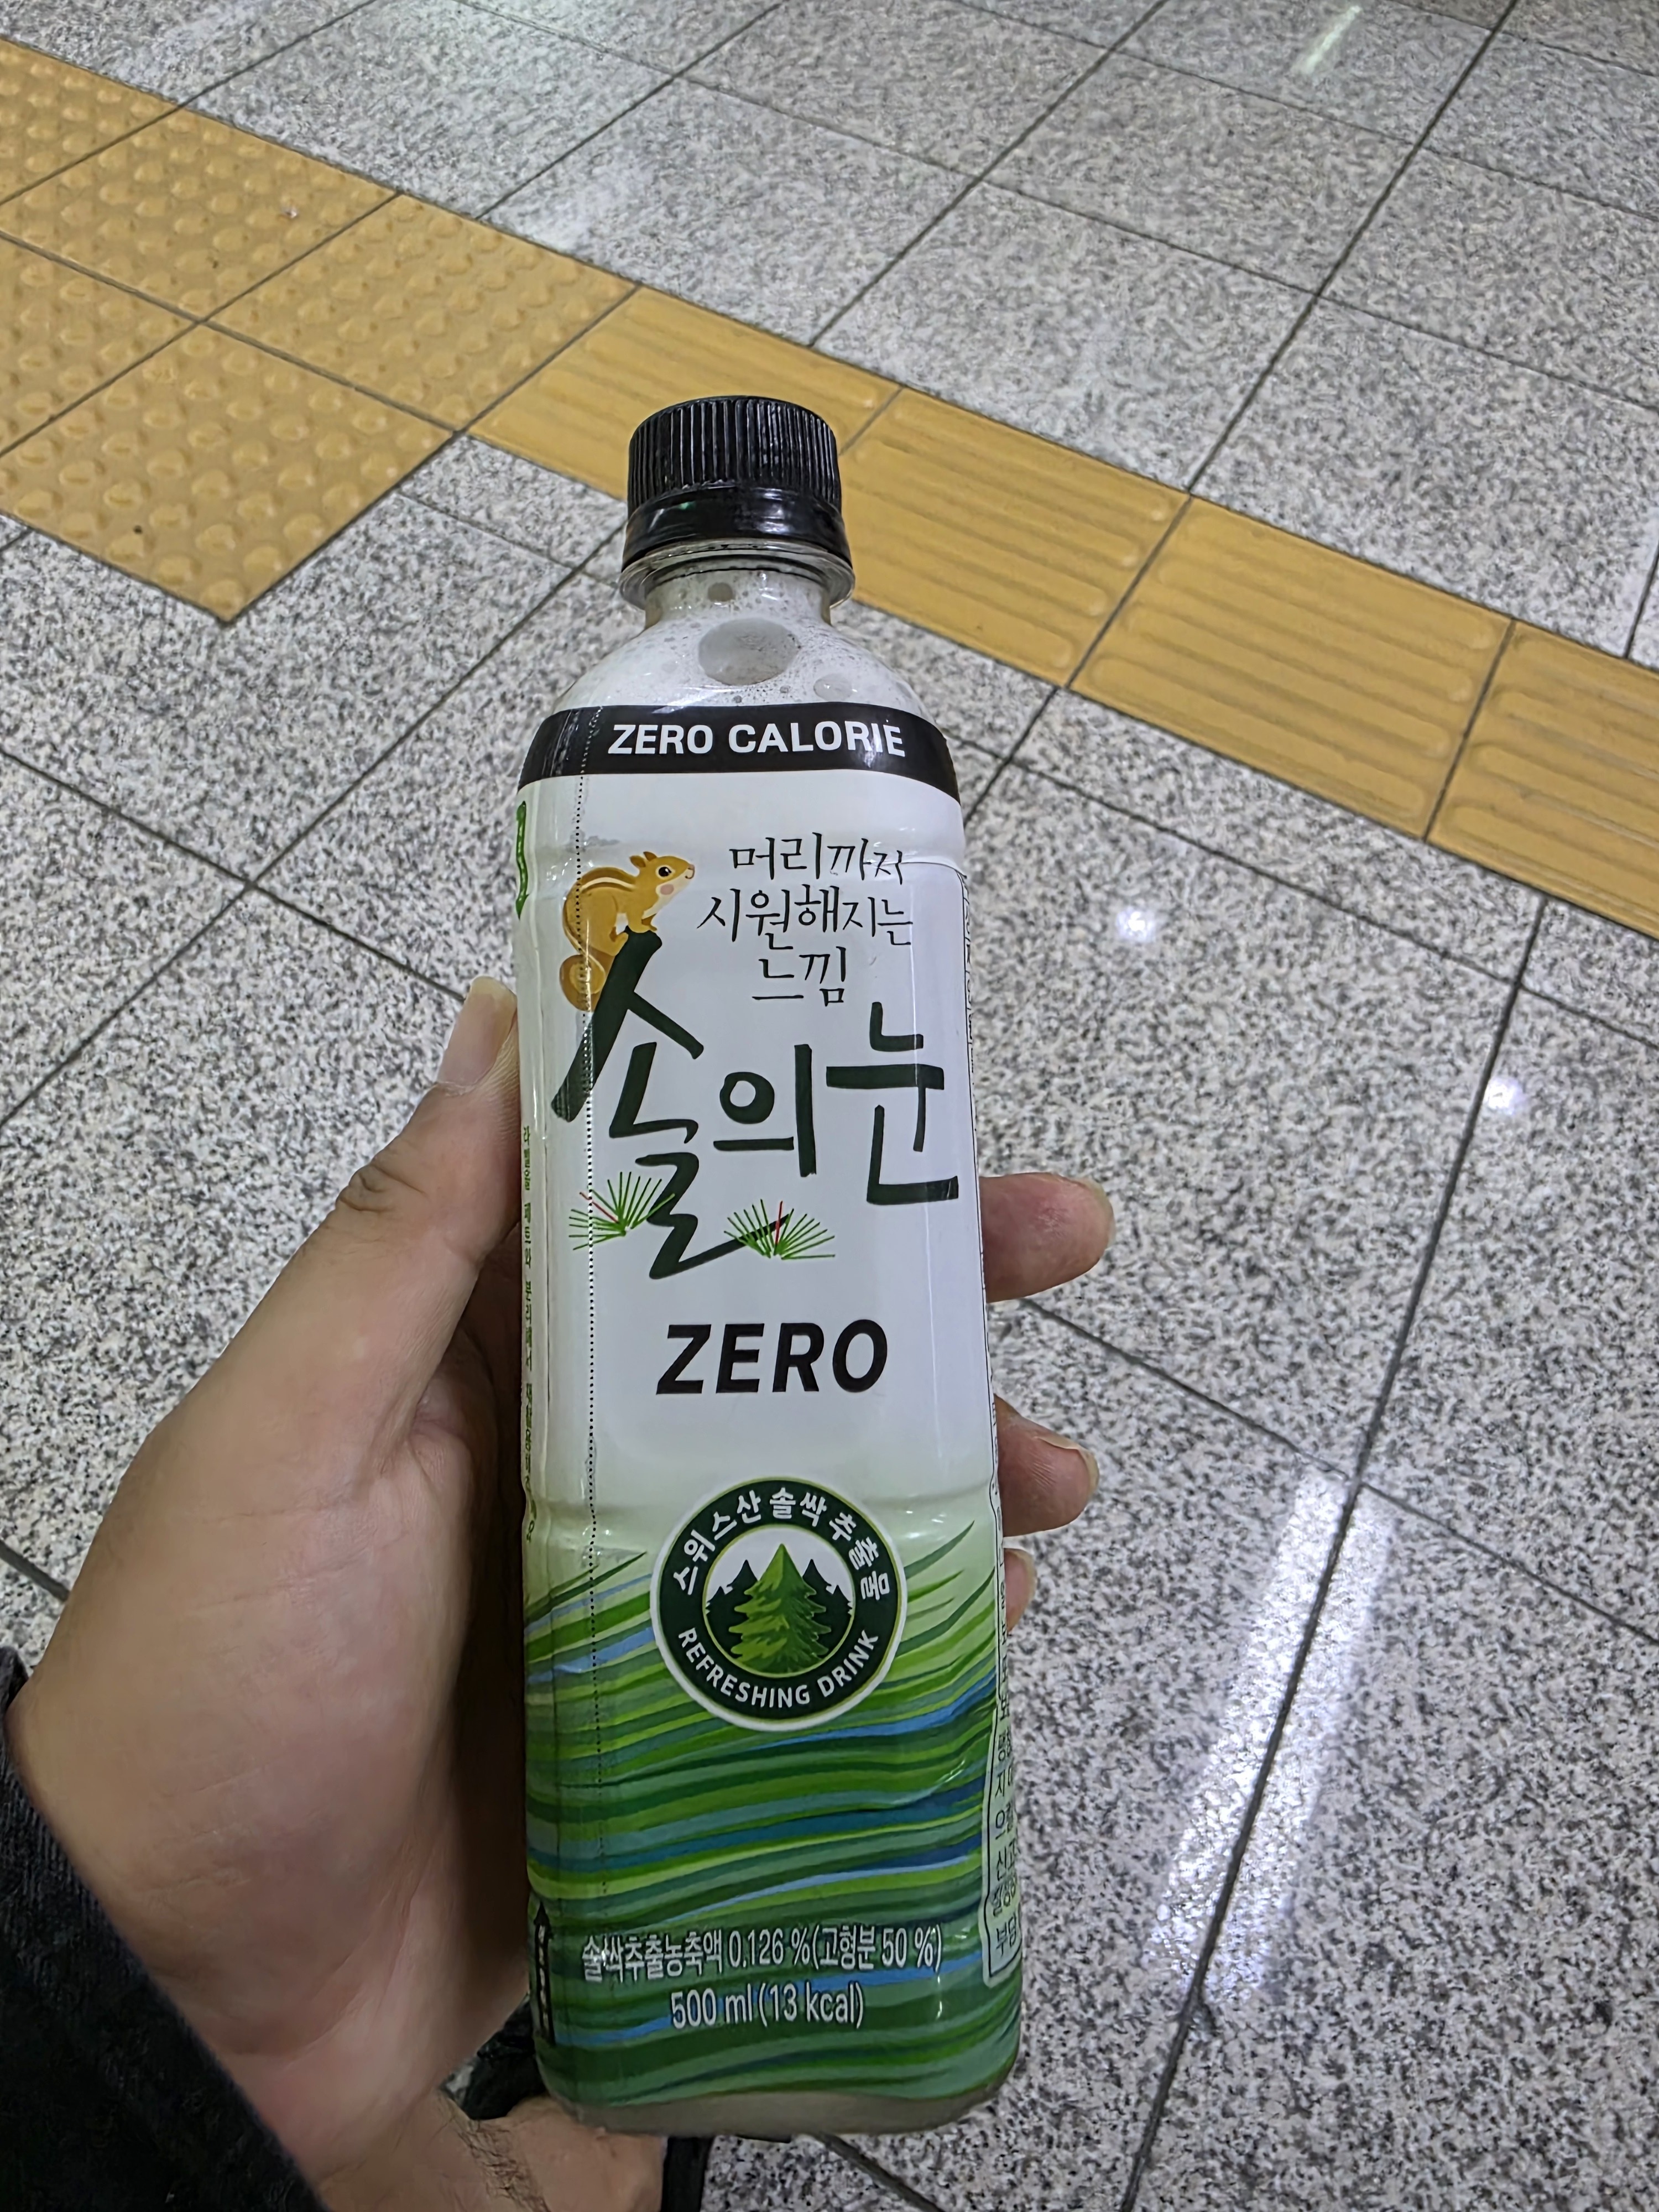 ZERO CALORIE
머리까지
시원해지는
느낌
솔의눈
ZERO
스위스산 솔싹추출물
REFRESHING DRINK
솔싹추출농축액 0.126 %(고형분 50 %)
500 ml (13 kcal)